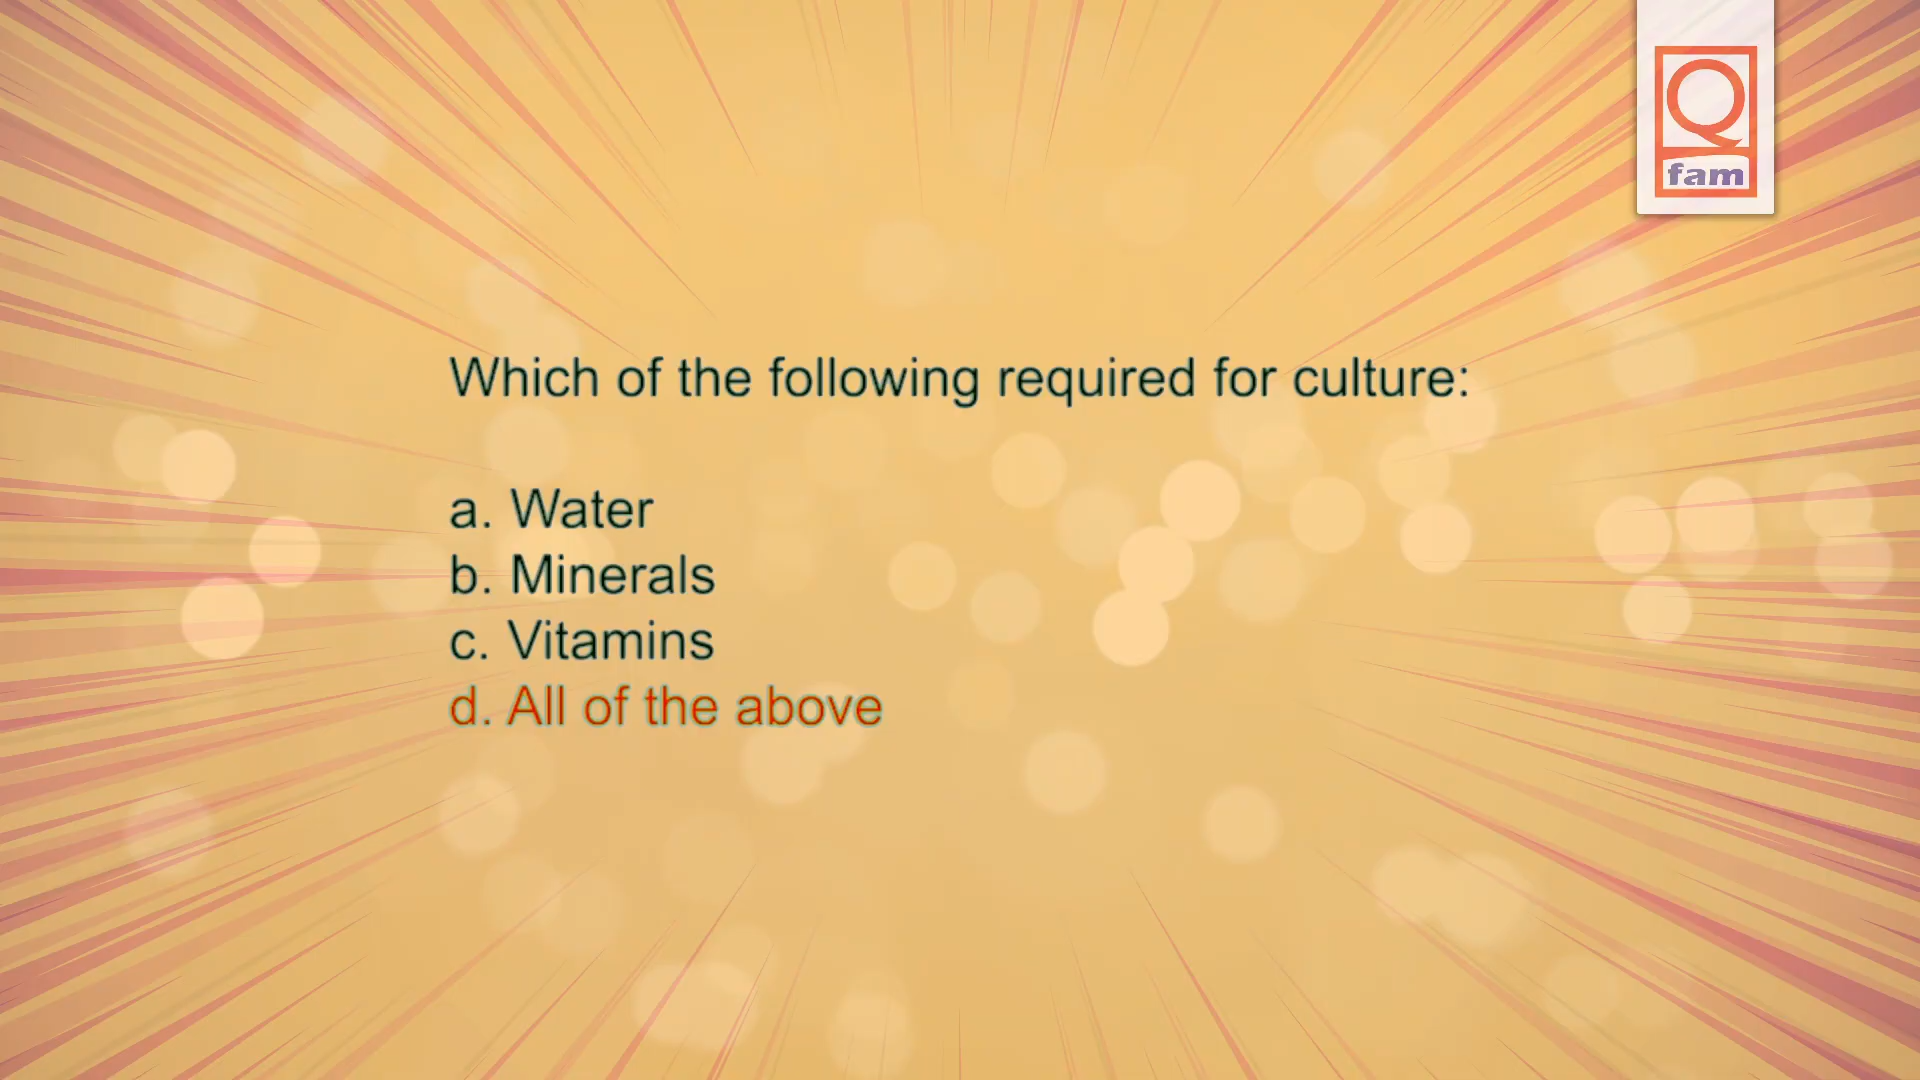 Q
fam
Which of the following required for culture:
a. Water
b. Minerals
c. Vitamins
d. All of the above